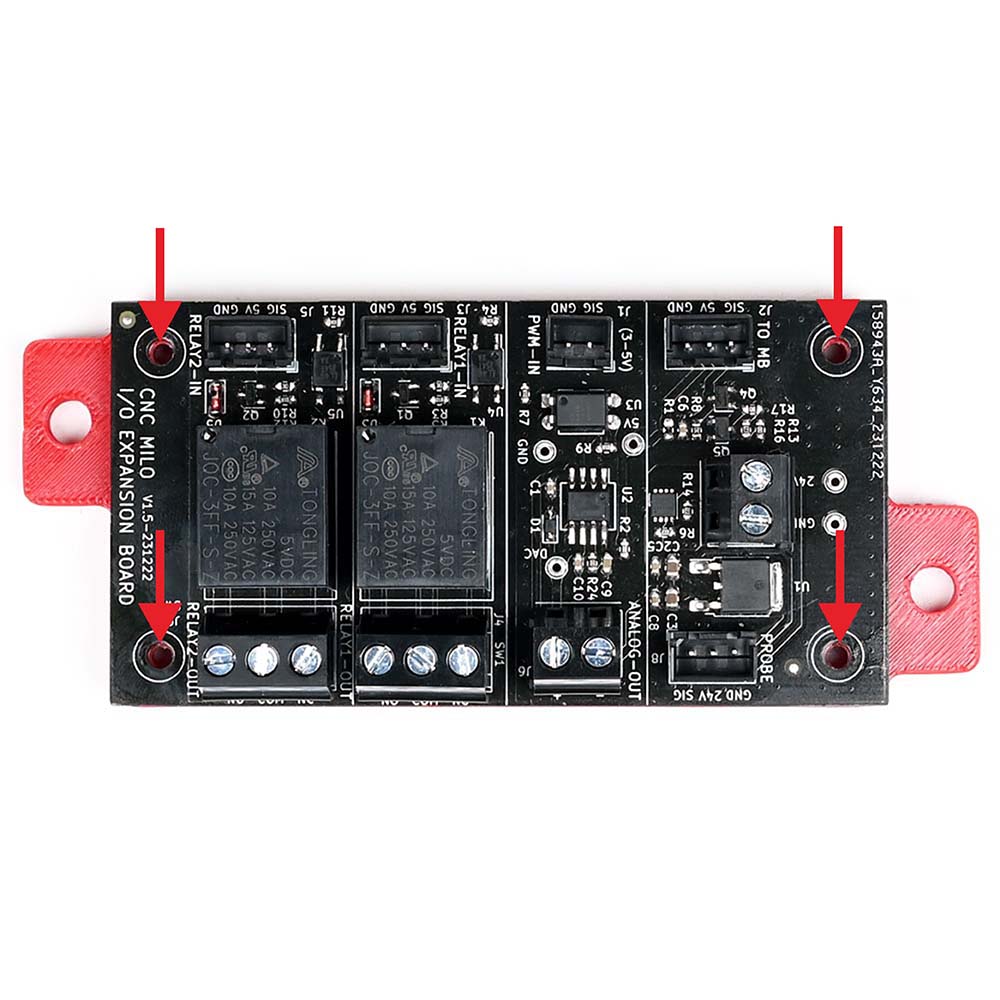 SIG 5V GND
J5
R11
RELAY2-IN
SIG 5V GND
J3
R4
RELAY1-IN
SIG GND
J1
(3-5V)
PWM-IN
SIG 5V GND
J2
TO MB
158943A_Y634_231222
CNC MILO V1.5-231222
I/O EXPANSION BOARD
Q2
U5
Q1
U4
K1
R7
U3
5V
GND
R9
C1
U2
D1
R2
DAC
C10
R24
C9
R1
C6
R8
Q4
R17
R16
R13
Q5
R14
R6
C2
C5
24V
U1
C8
C3
TONGLING
5VDC
10A 250VAC
15A 125VAC
10A 250VAC
JQC-3FF-S-Z
TONGLING
5VDC
10A 250VAC
15A 125VAC
10A 250VAC
JQC-3FF-S-Z
RELAY2-OUT
RELAY1-OUT
J4
SW1
J6
ANALOG-OUT
J8
PROBE
GND 24V SIG